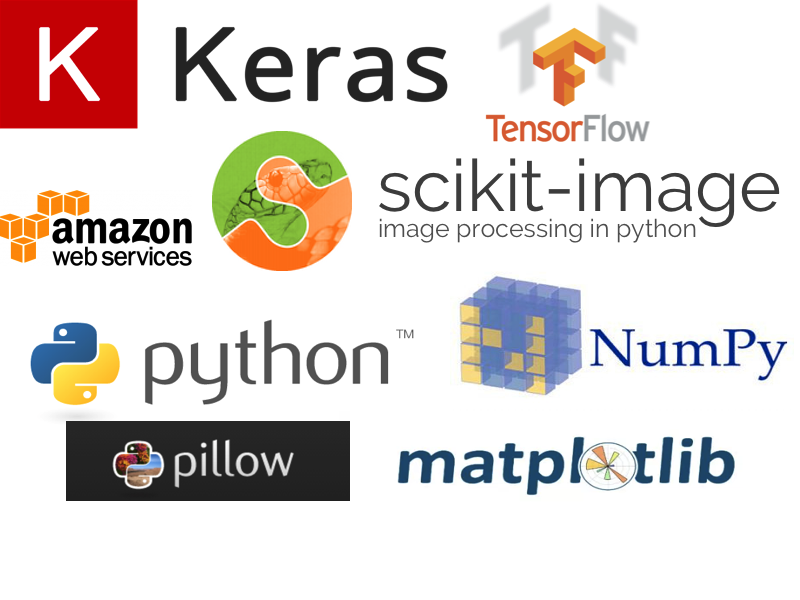 K Keras
TensorFlow
amazon
web services
scikit-image
image processing in python
python™
NumPy
pillow
matplotlib